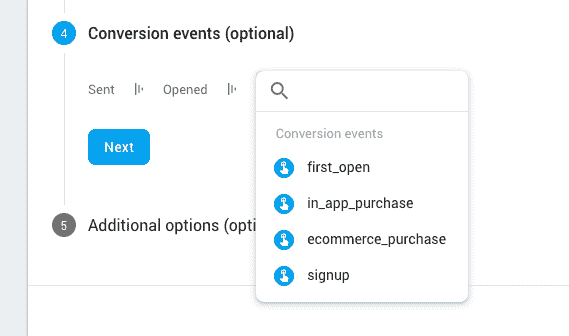 4 Conversion events (optional)
Sent Opened
Conversion events
Next
first_open
in_app_purchase
ecommerce_purchase
signup
5 Additional options (opti